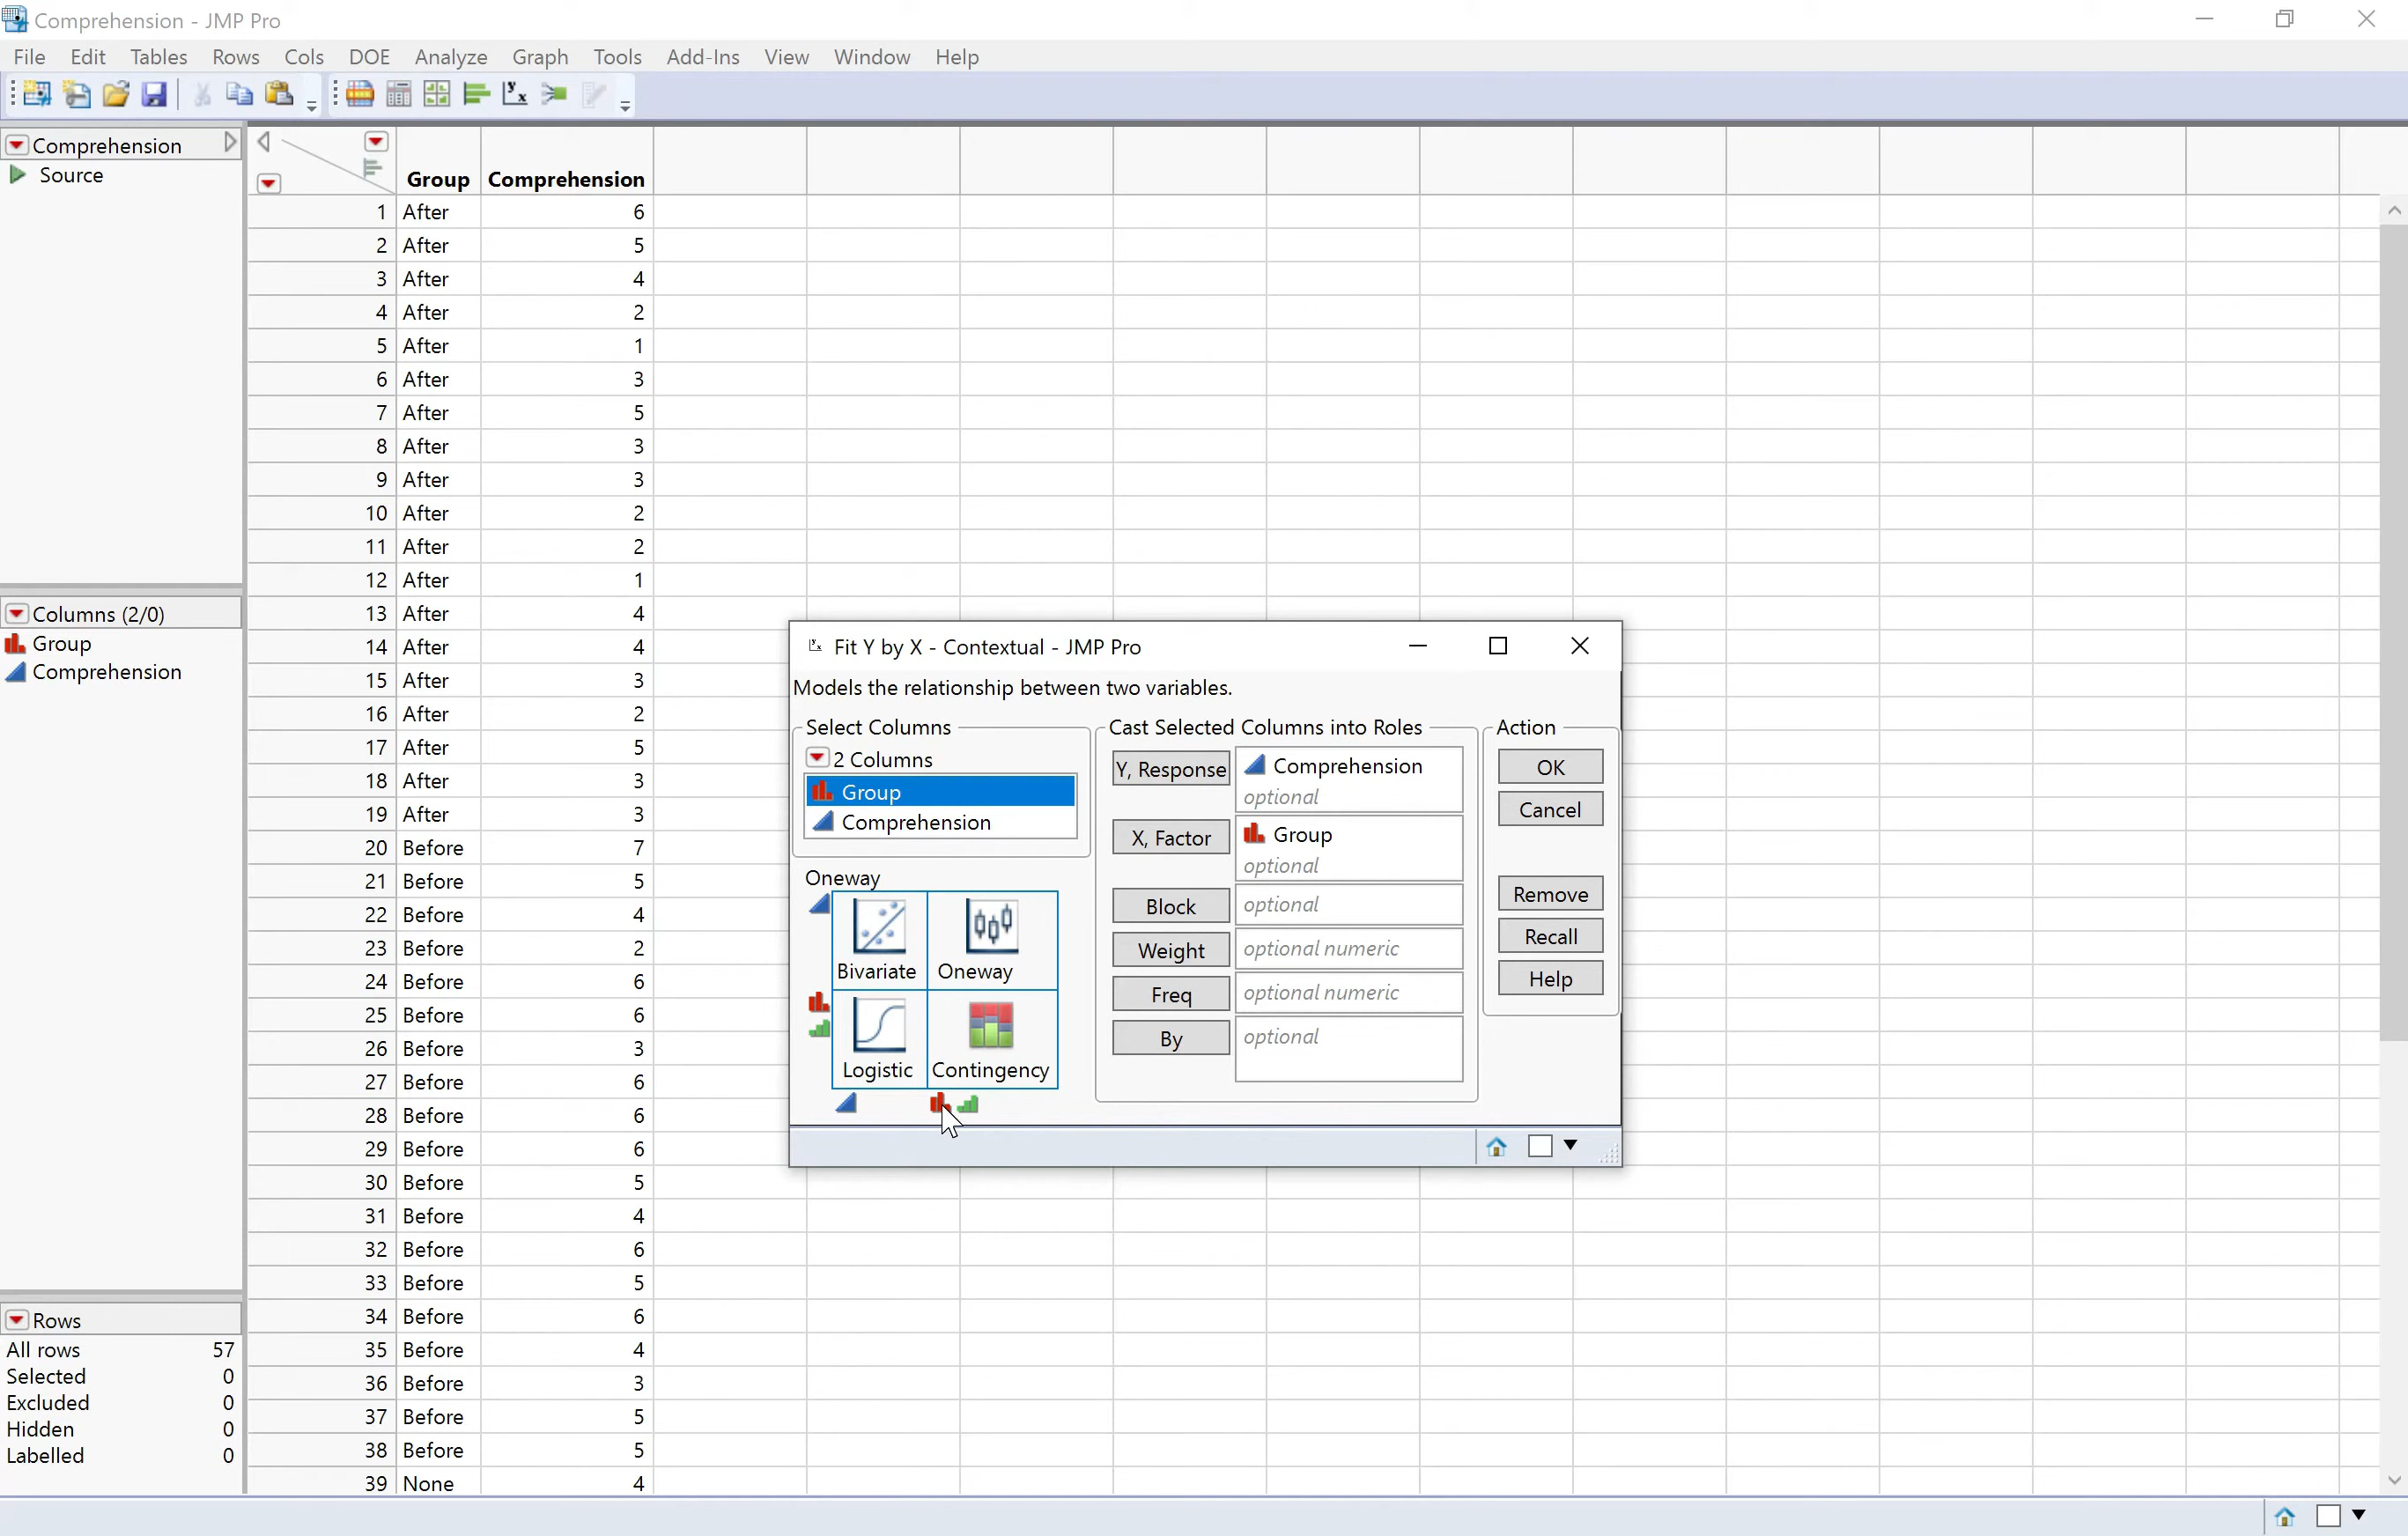 Comprehension - JMP Pro
File Edit Tables Rows Cols DOE Analyze Graph Tools Add-Ins View Window Help
Comprehension
Source
Columns (2/0)
Group
Comprehension
Rows
All rows 57
Selected 0
Excluded 0
Hidden 0
Labelled 0
Group Comprehension
1 After 6
2 After 5
3 After 4
4 After 2
5 After 1
6 After 3
7 After 5
8 After 3
9 After 3
10 After 2
11 After 2
12 After 1
13 After 4
14 After 4
15 After 3
16 After 2
17 After 5
18 After 3
19 After 3
20 Before 7
21 Before 5
22 Before 4
23 Before 2
24 Before 6
25 Before 6
26 Before 3
27 Before 6
28 Before 6
29 Before 6
30 Before 5
31 Before 4
32 Before 6
33 Before 5
34 Before 6
35 Before 4
36 Before 3
37 Before 5
38 Before 5
39 None 4
Fit Y by X - Contextual - JMP Pro
Models the relationship between two variables.
Select Columns
2 Columns
Group
Comprehension
Oneway
Bivariate Oneway
Logistic Contingency
Cast Selected Columns into Roles
Y, Response Comprehension
optional
X, Factor Group
optional
Block optional
Weight optional numeric
Freq optional numeric
By optional
Action
OK
Cancel
Remove
Recall
Help